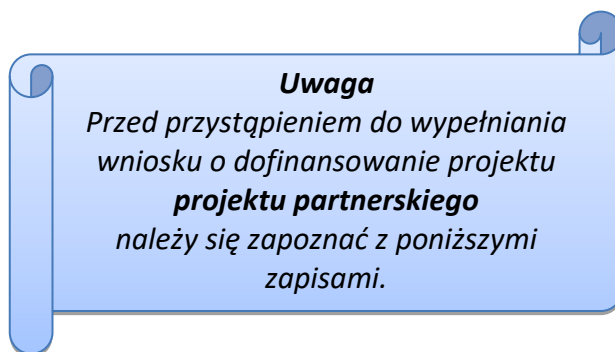 Uwaga
Przed przystąpieniem do wypełniania
wniosku o dofinansowanie projektu
projektu partnerskiego
należy się zapoznać z poniższymi
zapisami.